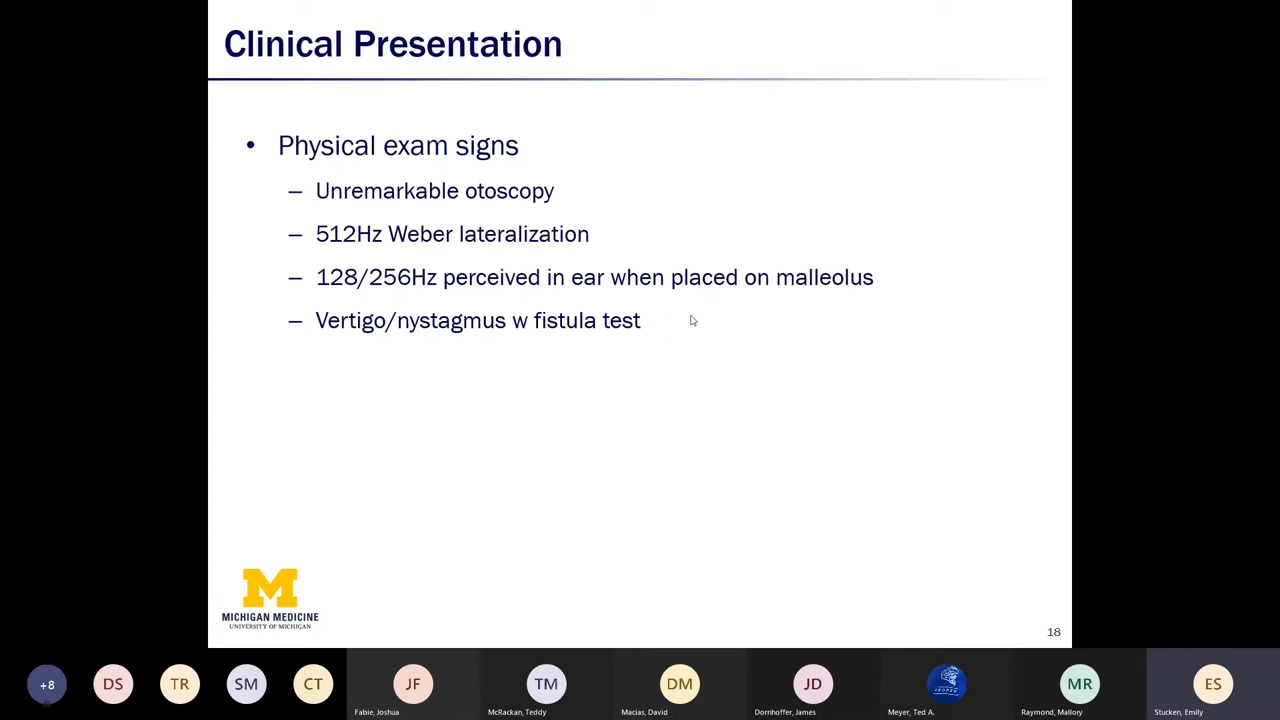 Clinical Presentation
• Physical exam signs
– Unremarkable otoscopy
– 512Hz Weber lateralization
– 128/256Hz perceived in ear when placed on malleolus
– Vertigo/nystagmus w fistula test
M
MICHIGAN MEDICINE
UNIVERSITY OF MICHIGAN
18
+8
DS
TR
SM
CT
JF
TM
DM
JD
MR
ES
Fabie, Joshua
McRackan, Teddy
Macias, David
Dornhoffer, James
Meyer, Ted A.
Raymond, Mallory
Stucken, Emily